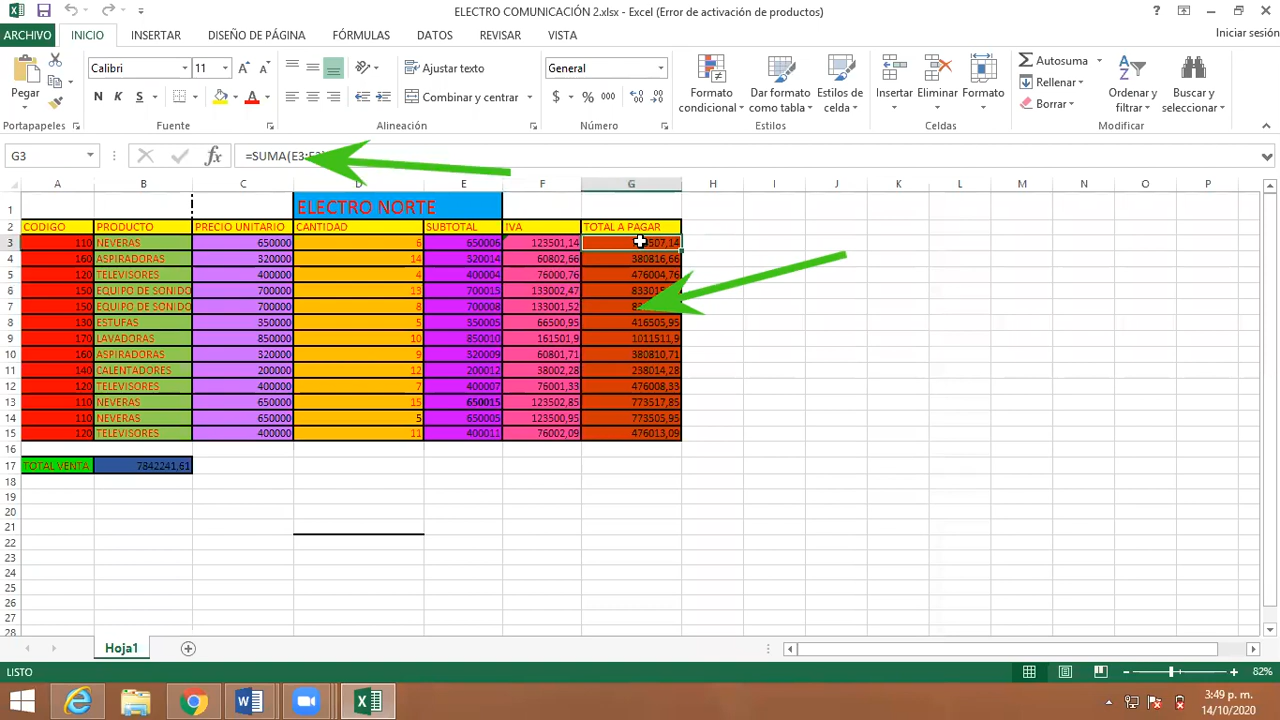 ELECTRO COMUNICACIÓN 2.xlsx - Excel (Error de activación de productos)
ARCHIVO INICIO INSERTAR DISEÑO DE PÁGINA FÓRMULAS DATOS REVISAR VISTA Iniciar sesión
Calibri 11 Ajustar texto General Autosuma
Pegar Formato condicional Dar formato como tabla Estilos de celda Insertar Eliminar Formato Rellenar Ordenar y filtrar Buscar y seleccionar
N K S Combinar y centrar $ % 000 Borrar
Portapapeles Fuente Alineación Número Estilos Celdas Modificar
G3 fx =SUMA(E3:
A B C D E F G H I J K L M N O P
1 ELECTRO NORTE
2 CODIGO PRODUCTO PRECIO UNITARIO CANTIDAD SUBTOTAL IVA TOTAL A PAGAR
3 110 NEVERAS 650000 6 650006 123501,14 507,14
4 160 ASPIRADORAS 320000 14 320014 60802,66 380816,66
5 120 TELEVISORES 400000 4 400004 76000,76 476004,76
6 150 EQUIPO DE SONIDO 700000 13 700015 133002,47
7 150 EQUIPO DE SONIDO 700000 8 700008 133001,52
8 130 ESTUFAS 350000 5 350005 66500,95 416505,95
9 170 LAVADORAS 850000 10 850010 161501,9 1011511,9
10 160 ASPIRADORAS 320000 9 320009 60801,71 380810,71
11 140 CALENTADORES 200000 12 200012 38002,28 238014,28
12 120 TELEVISORES 400000 7 400007 76001,33 476008,33
13 110 NEVERAS 650000 15 650015 123502,85 773517,85
14 110 NEVERAS 650000 5 650005 123500,95 773505,95
15 120 TELEVISORES 400000 11 400011 76002,09 476013,09
16
17 TOTAL VENTA 7842241,61
18
19
20
21
22
23
24
25
26
27
28
Hoja1
LISTO 82%
3:49 p. m.
14/10/2020